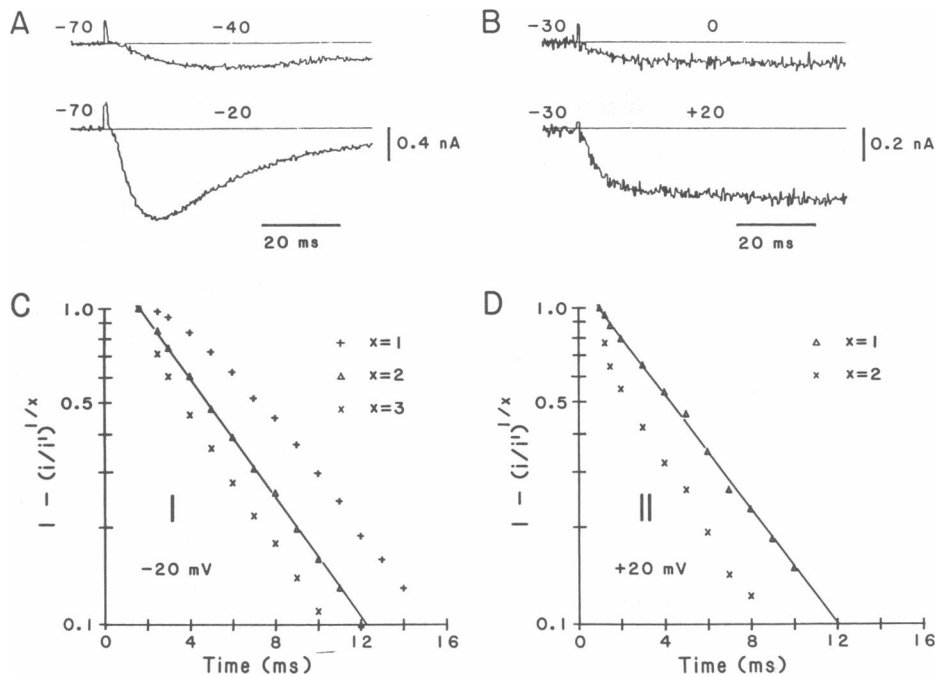 A
-70 -40
-70 -20
0.4 nA
20 ms
B
-30 0
-30 +20
0.2 nA
20 ms
C
1.0
0.5
0.1
1 - (i/i')^1/x
+ x=1
△ x=2
× x=3
I
-20 mV
4 8 12 16
Time (ms)
D
1.0
0.5
0.1
1 - (i/i')^1/x
△ x=1
× x=2
II
+20 mV
0 4 8 12 16
Time (ms)